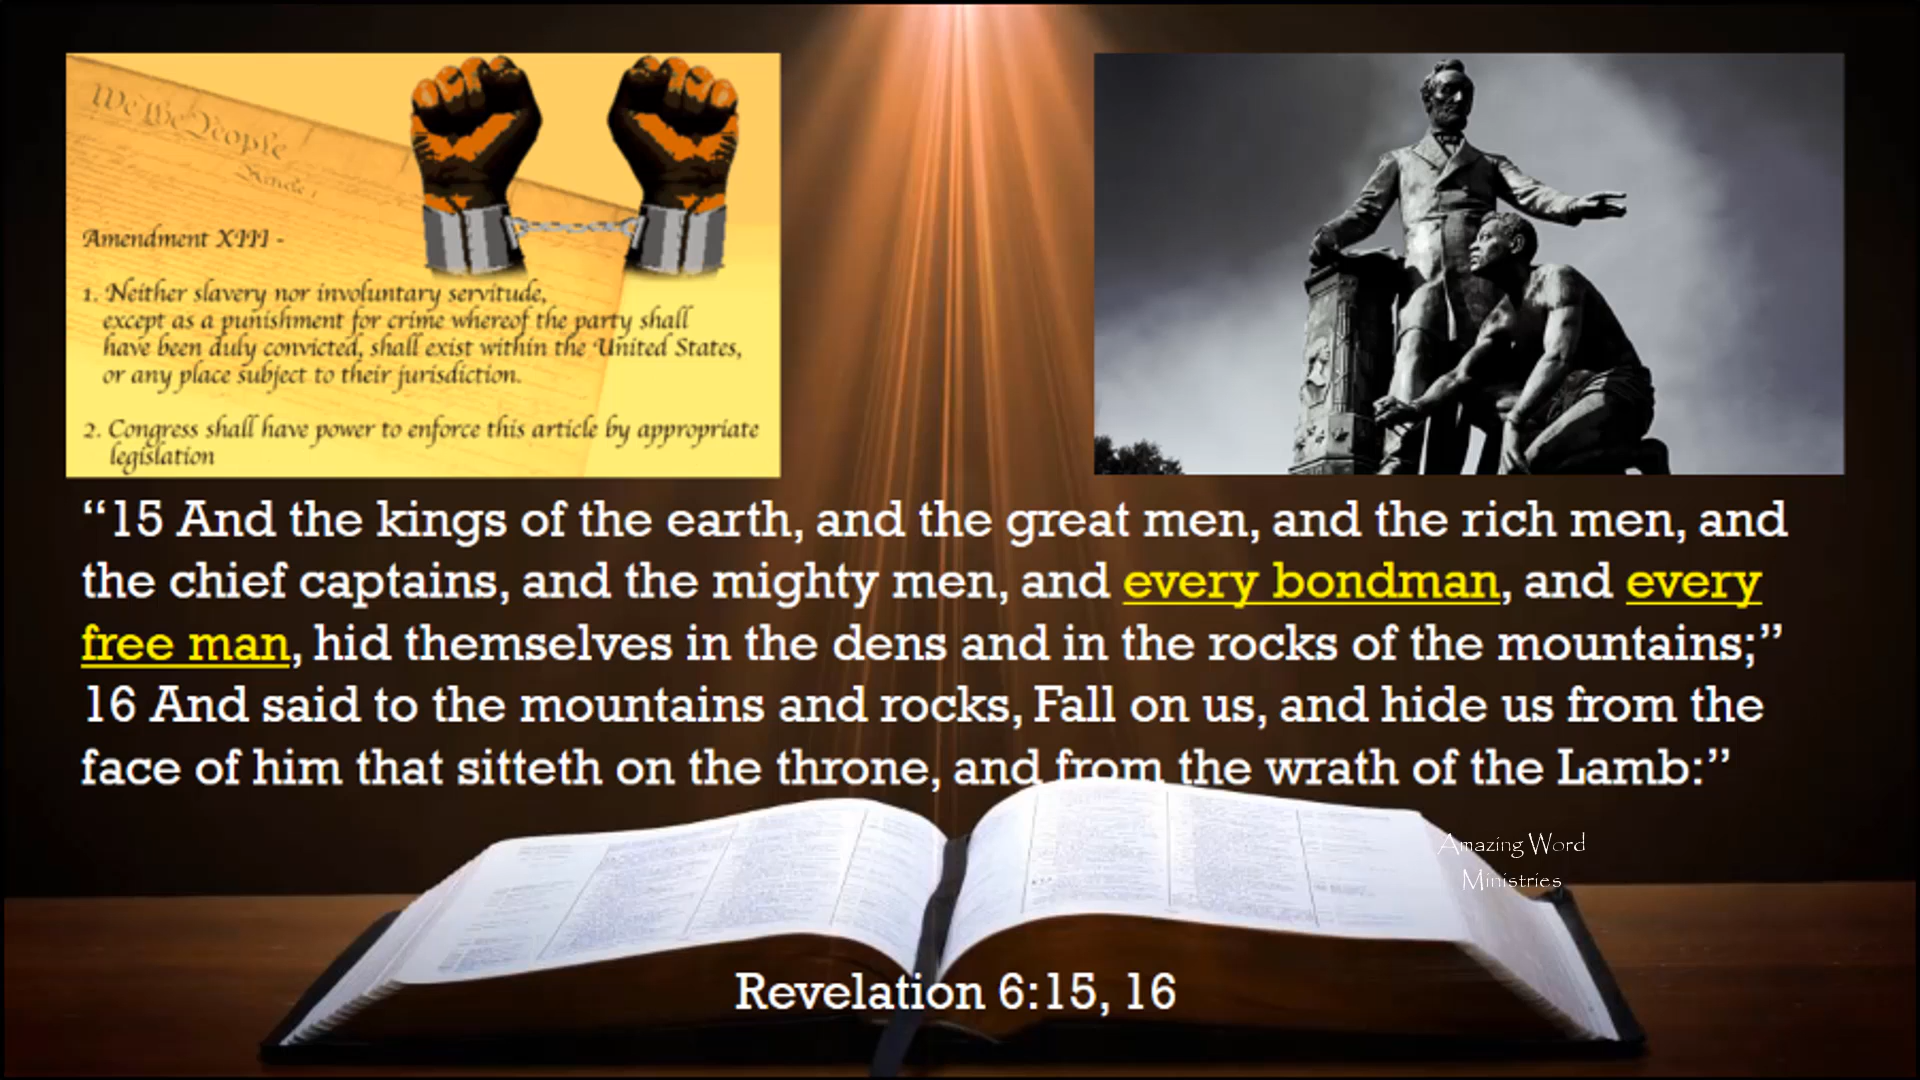 We the People
Article 1
Amendment XIII -
1. Neither slavery nor involuntary servitude,
except as a punishment for crime whereof the party shall
have been duly convicted, shall exist within the United States,
or any place subject to their jurisdiction.
2. Congress shall have power to enforce this article by appropriate
legislation
“15 And the kings of the earth, and the great men, and the rich men, and
the chief captains, and the mighty men, and every bondman, and every
free man, hid themselves in the dens and in the rocks of the mountains;”
16 And said to the mountains and rocks, Fall on us, and hide us from the
face of him that sitteth on the throne, and from the wrath of the Lamb:”
Amazing Word
Ministries
Revelation 6:15, 16